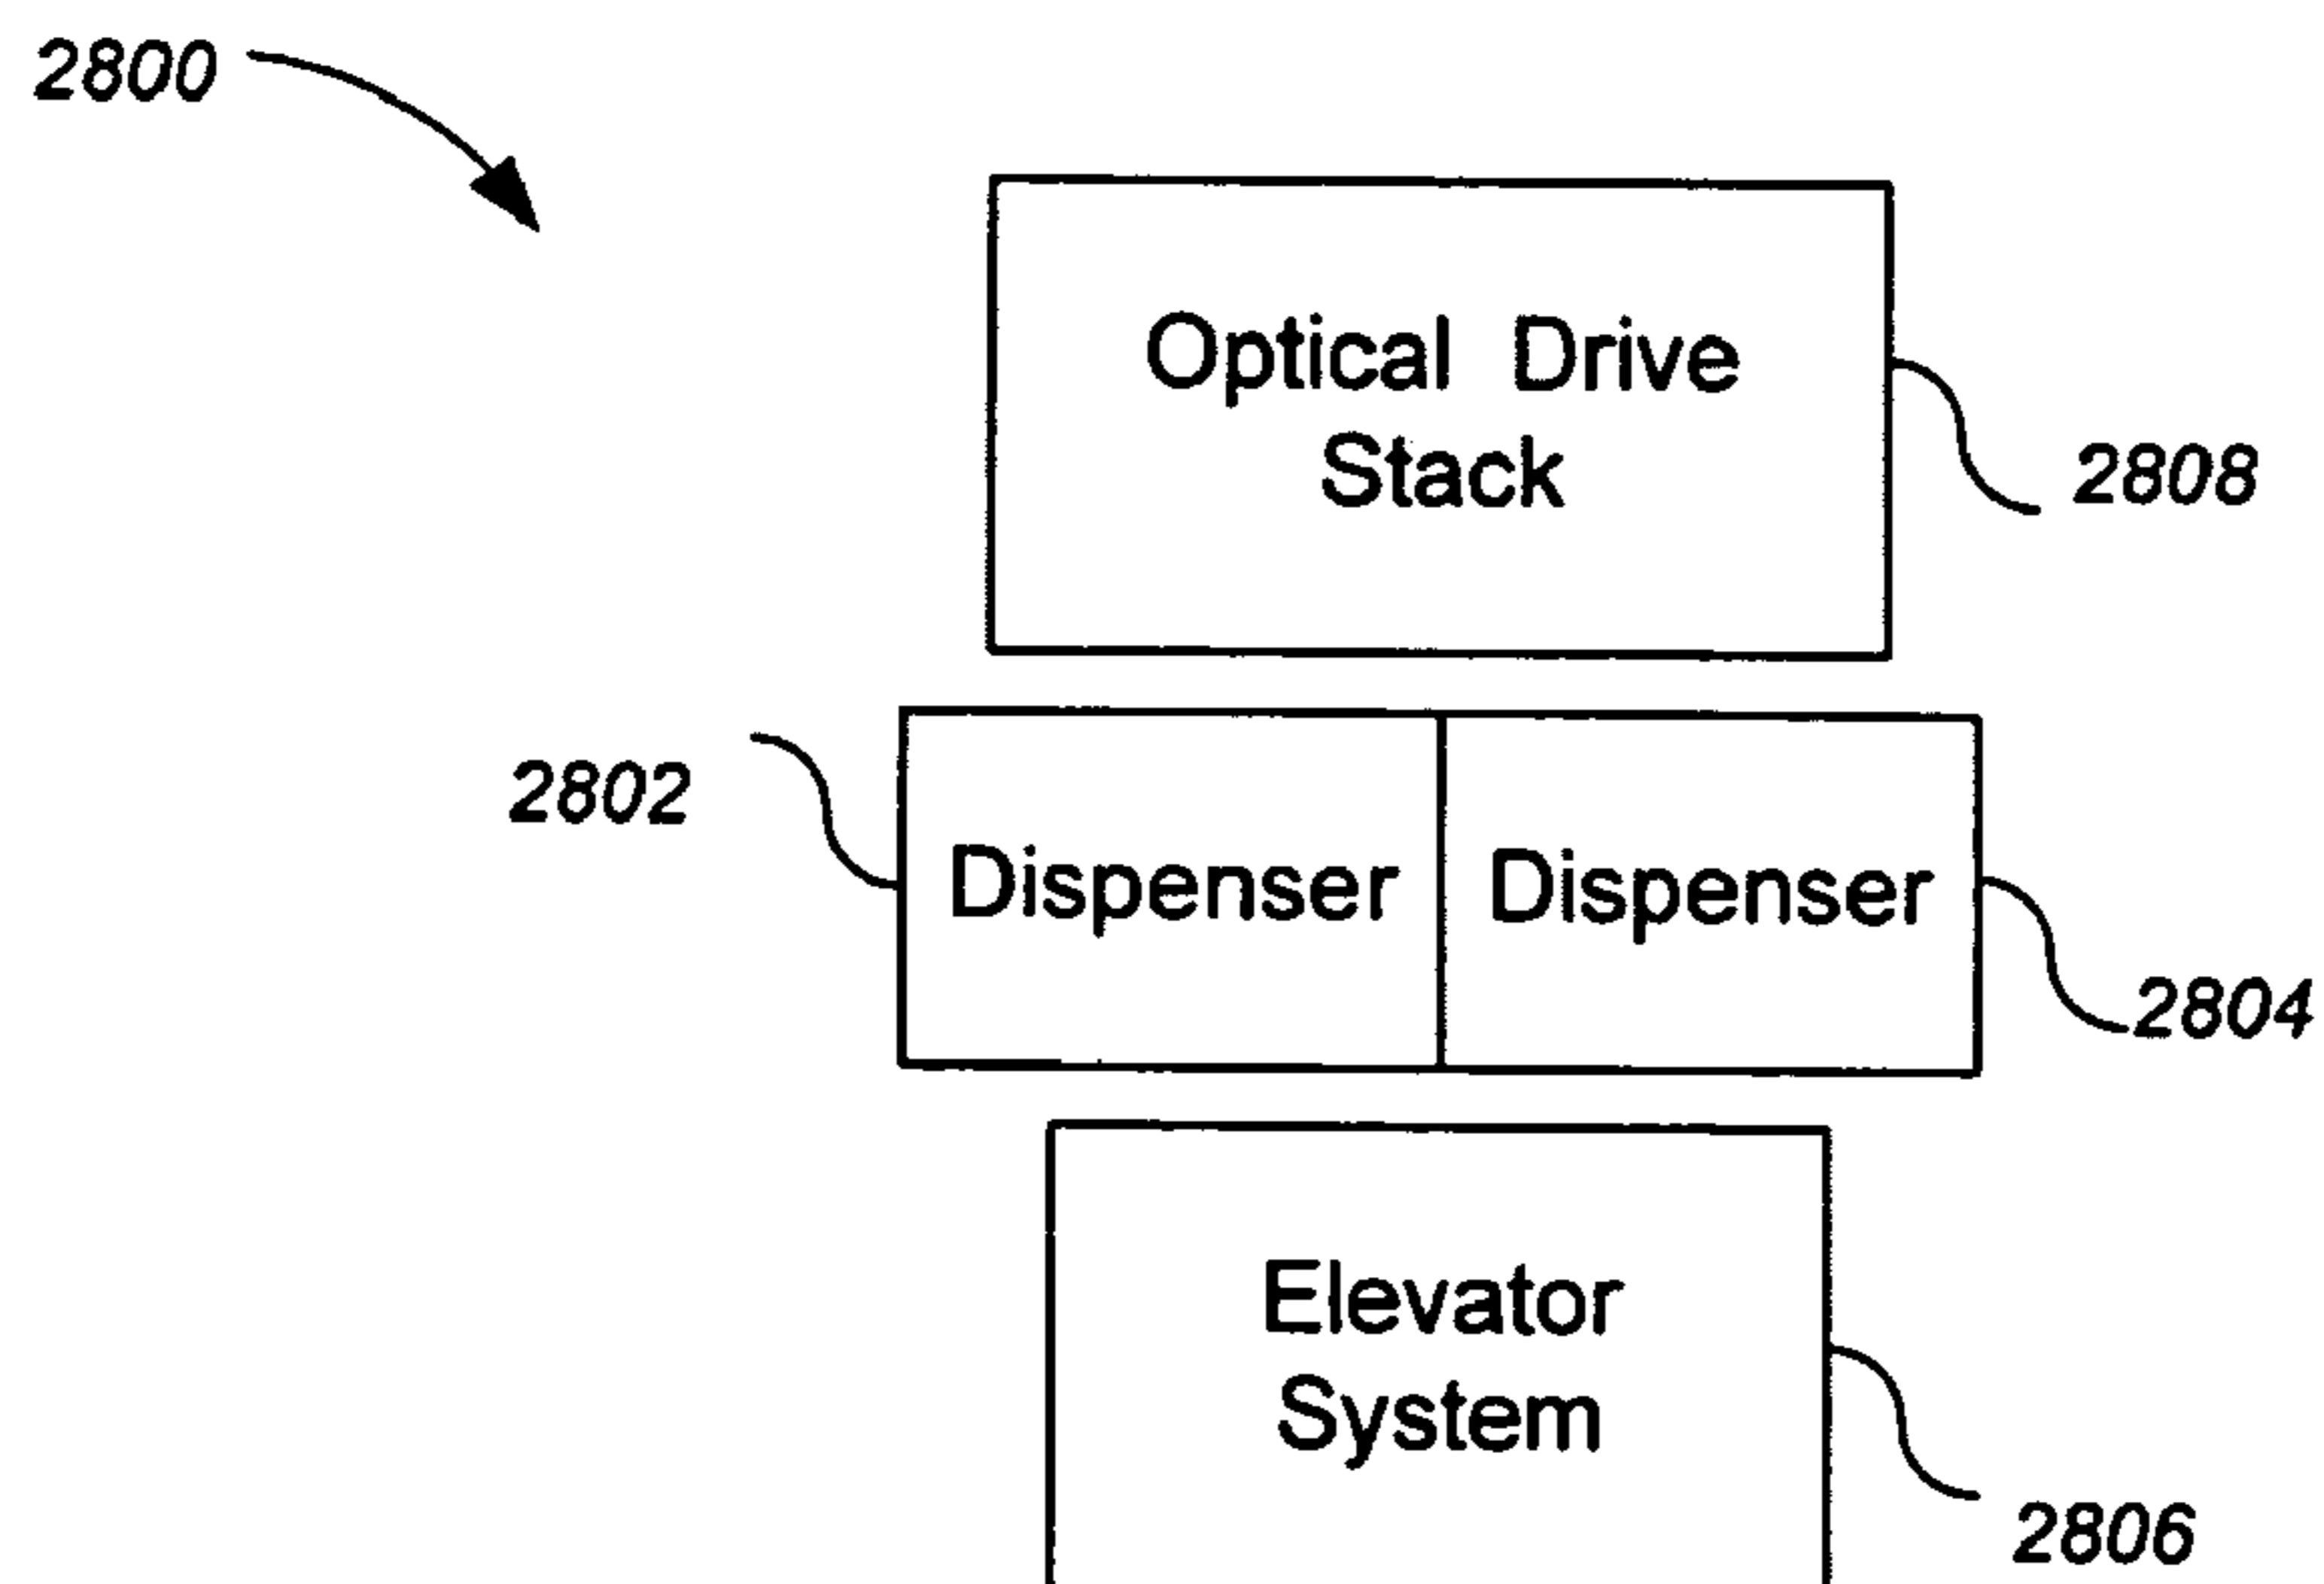 2800
Optical Drive
Stack
2808
2802
Dispenser Dispenser
2804
Elevator
System
2806